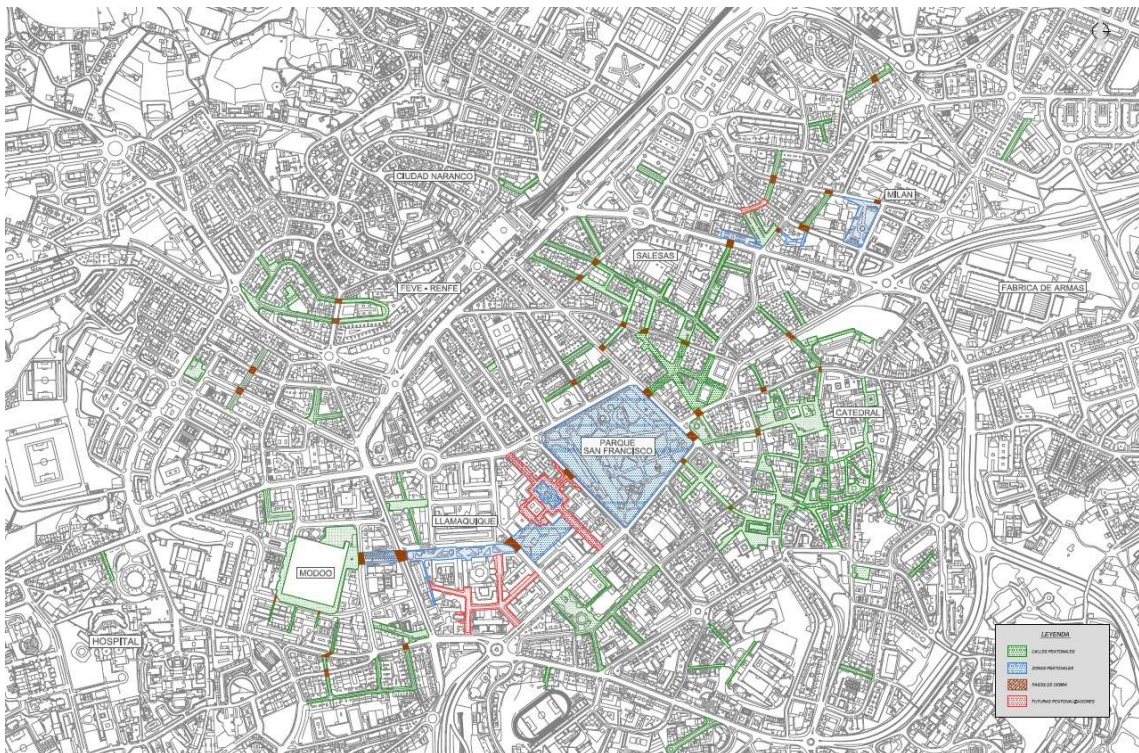 CIUDAD NARANCO
MILAN
SALESAS
FEVE - RENFE
FABRICA DE ARMAS
CATEDRAL
PARQUE
SAN FRANCISCO
LLAMAQUIQUE
MODOO
HOSPITAL
LEYENDA
CALLES PEATONALES
ZONAS PEATONALES
PASOS DE CEBRA
FUTURAS PEATONALIZACIONES